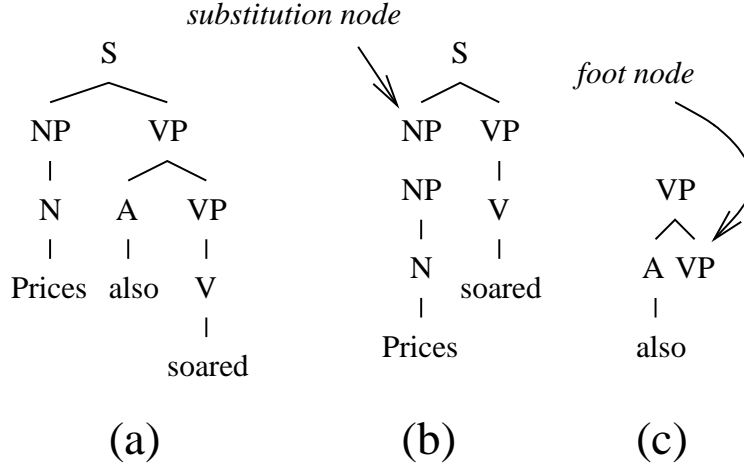 substitution node
S
S
foot node
NP VP
NP VP
NP
VP
N A VP
V
N
A VP
Prices also V
soared
Prices
also
soared
(a) (b) (c)